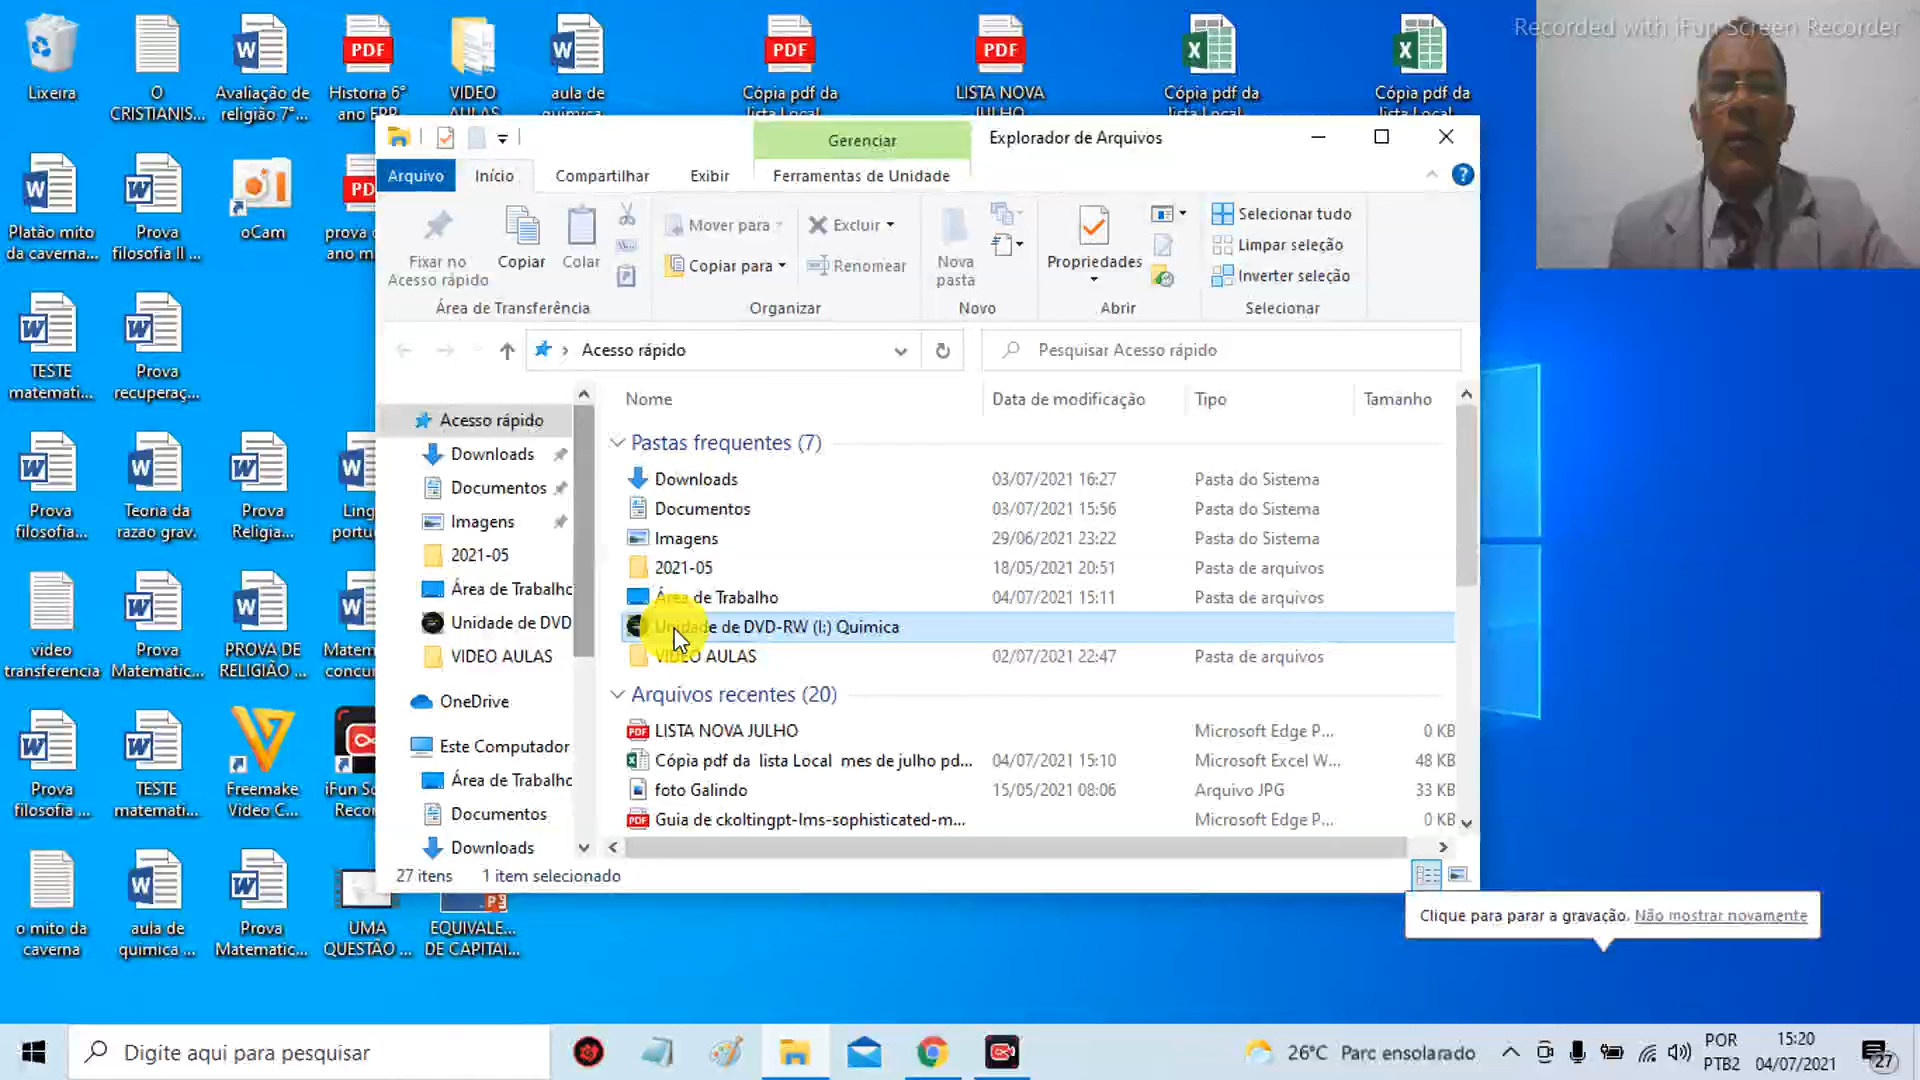 Recorded with iFun Screen Recorder
Lixeira
O
CRISTIANIS...
Avaliação de
religião 7°...
Historia 6°
ano EPP
VIDEO
AULAS
aula de
quimica
Cópia pdf da
lista Local
LISTA NOVA
JULHO
Cópia pdf da
lista Local
Cópia pdf da
lista Local
Platão mito
da caverna...
Prova
filosofia II ...
oCam
TESTE
matemati...
Prova
recuperaç...
Prova
filosofia...
Teoria da
razao grav.
Prova
Religia...
video
transferencia
Prova
Matematic...
PROVA DE
RELIGIÃO ...
Prova
filosofia ...
TESTE
matemati...
Freemake
Video C...
o mito da
caverna
aula de
quimica ...
Prova
Matematic...
UMA
QUESTÃO ...
EQUIVALE...
DE CAPITAI...
Gerenciar
Explorador de Arquivos
Arquivo
Início
Compartilhar
Exibir
Ferramentas de Unidade
Fixar no
Acesso rápido
Copiar
Colar
Mover para
Copiar para
Excluir
Renomear
Nova
pasta
Propriedades
Selecionar tudo
Limpar seleção
Inverter seleção
Área de Transferência
Organizar
Novo
Abrir
Selecionar
Acesso rápido
Pesquisar Acesso rápido
Acesso rápido
Downloads
Documentos
Imagens
2021-05
Área de Trabalho
Unidade de DVD
VIDEO AULAS
OneDrive
Este Computador
Área de Trabalho
Documentos
Downloads
Nome Data de modificação Tipo Tamanho
Pastas frequentes (7)
Downloads 03/07/2021 16:27 Pasta do Sistema
Documentos 03/07/2021 15:56 Pasta do Sistema
Imagens 29/06/2021 23:22 Pasta do Sistema
2021-05 18/05/2021 20:51 Pasta de arquivos
Área de Trabalho 04/07/2021 15:11 Pasta de arquivos
Unidade de DVD-RW (I:) Quimica
VIDEO AULAS 02/07/2021 22:47 Pasta de arquivos
Arquivos recentes (20)
LISTA NOVA JULHO Microsoft Edge P... 0 KB
Cópia pdf da lista Local mes de julho pd... 04/07/2021 15:10 Microsoft Excel W... 48 KB
foto Galindo 15/05/2021 08:06 Arquivo JPG 33 KB
Guia de ckoltingpt-lms-sophisticated-m... Microsoft Edge P... 0 KB
27 itens 1 item selecionado
Clique para parar a gravação. Não mostrar novamente
Digite aqui para pesquisar
26°C Parc ensolarado
POR
PTB2
15:20
04/07/2021
27